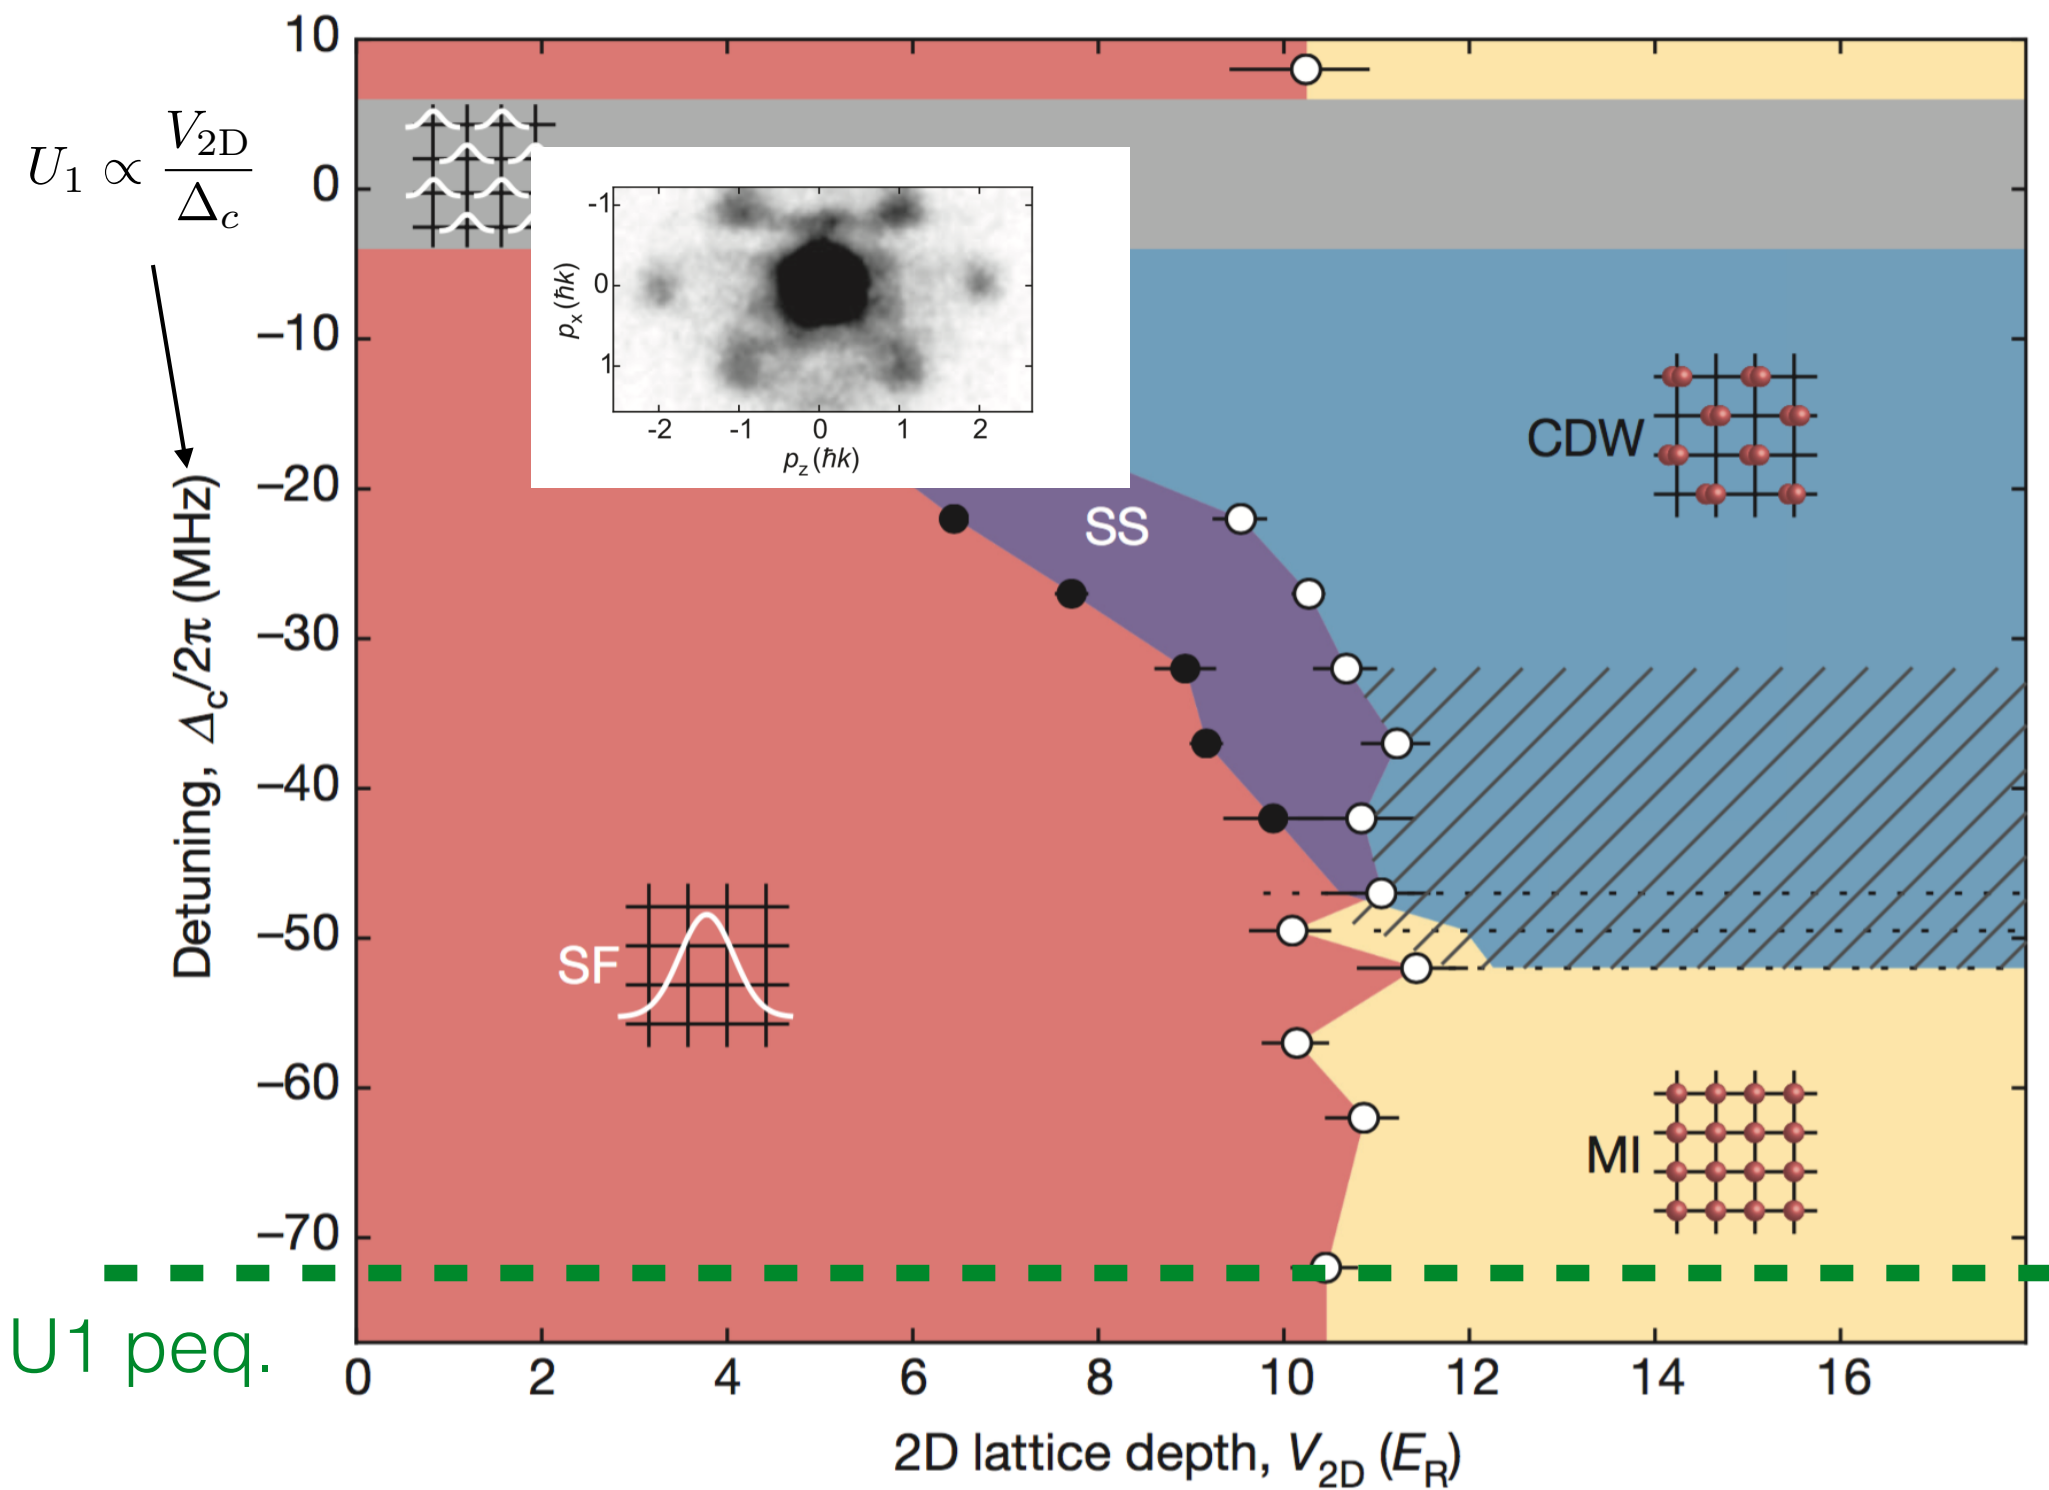 10
U₁ ∝ V₂D / Δc
0
−10
−20
−30
−40
−50
−60
−70
Detuning, Δc/2π (MHz)
-1
0
1
px (ħk)
-2 -1 0 1 2
pz (ħk)
SS
CDW
SF
MI
U1 peq.
0 2 4 6 8 10 12 14 16
2D lattice depth, V2D (ER)